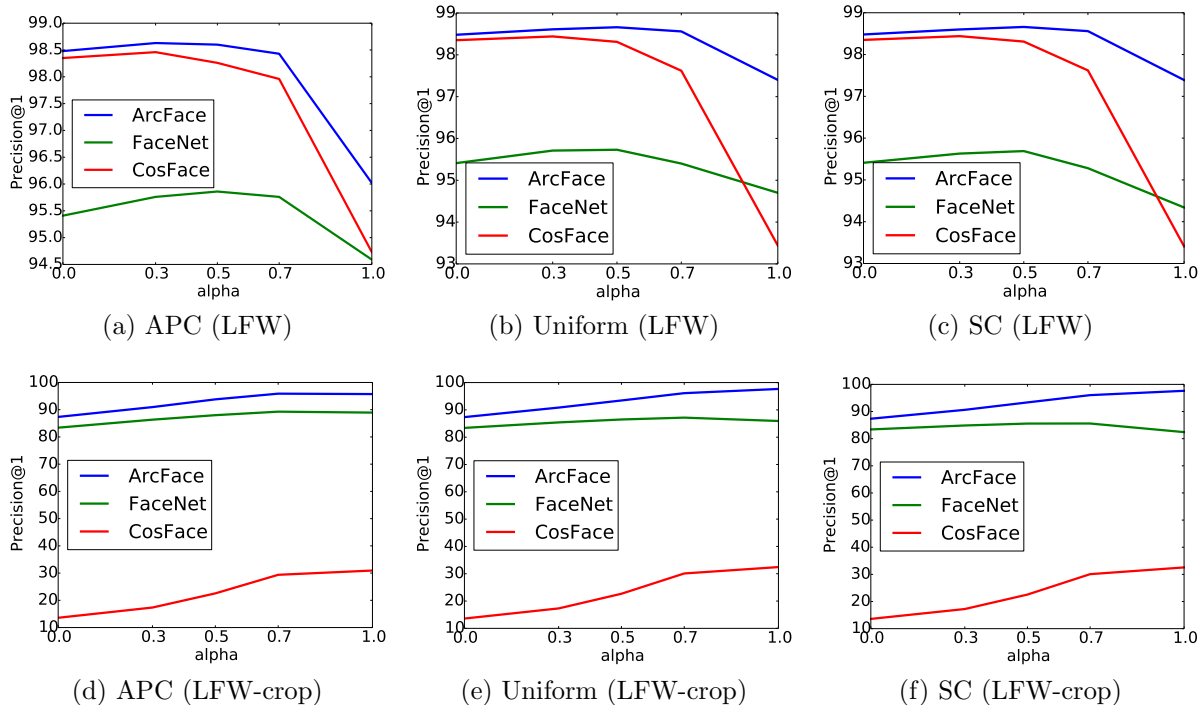 99.0
98.5
98.0
97.5
97.0
96.5
96.0
95.5
95.0
94.5
Precision@1
ArcFace
FaceNet
CosFace
0.0 0.3 0.5 0.7 1.0
alpha
(a) APC (LFW)
99
98
97
96
95
94
93
Precision@1
ArcFace
FaceNet
CosFace
0.0 0.3 0.5 0.7 1.0
alpha
(b) Uniform (LFW)
99
98
97
96
95
94
93
Precision@1
ArcFace
FaceNet
CosFace
0.0 0.3 0.5 0.7 1.0
alpha
(c) SC (LFW)
100
90
80
70
60
50
40
30
20
10
Precision@1
ArcFace
FaceNet
CosFace
0.0 0.3 0.5 0.7 1.0
alpha
(d) APC (LFW-crop)
100
90
80
70
60
50
40
30
20
10
Precision@1
ArcFace
FaceNet
CosFace
0.0 0.3 0.5 0.7 1.0
alpha
(e) Uniform (LFW-crop)
100
90
80
70
60
50
40
30
20
10
Precision@1
ArcFace
FaceNet
CosFace
0.0 0.3 0.5 0.7 1.0
alpha
(f) SC (LFW-crop)